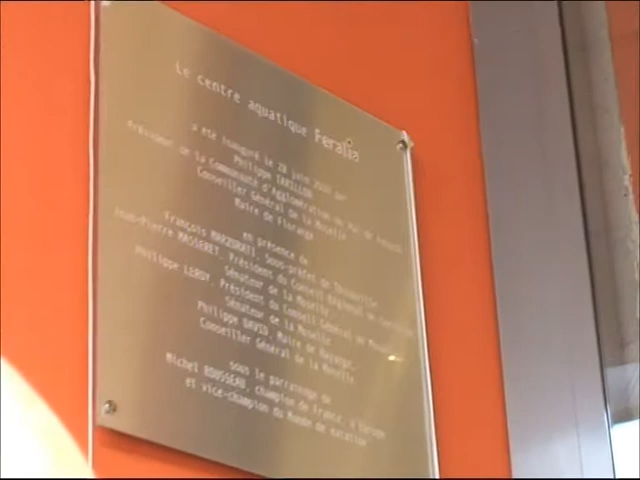 Le centre aquatique Feralia
a été inauguré le 28 juin par
Philippe TARILLON
Président de la Communauté d'Agglomération du Val de Fensch
Conseiller Général de la Moselle
Maire de Florange
en présence de
François MARZORATI, Sous-préfet de Thionville
Jean-Pierre MASSERET, Président du Conseil Régional de Lorraine
Sénateur de la Moselle
Philippe LEROY, Président du Conseil Général de Moselle
Sénateur de la Moselle
Philippe DAVID, Maire de Hayange,
Conseiller Général de la Moselle
sous le parrainage de
Michel ROUSSEAU, champion de France, d'Europe
et vice-champion du Monde de natation